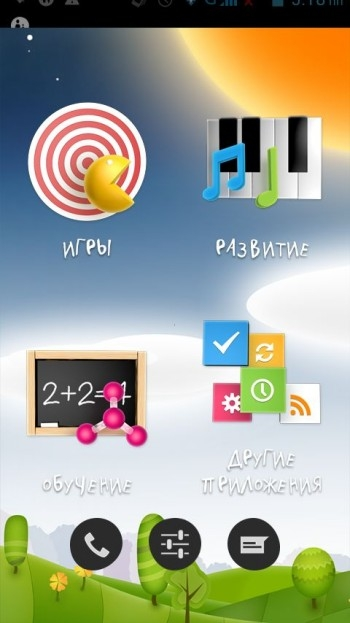 ИГРЫ
РАЗВИТИЕ
2+2=4
ОБУЧЕНИЕ
ДРУГИЕ
ПРИЛОЖЕНИЯ